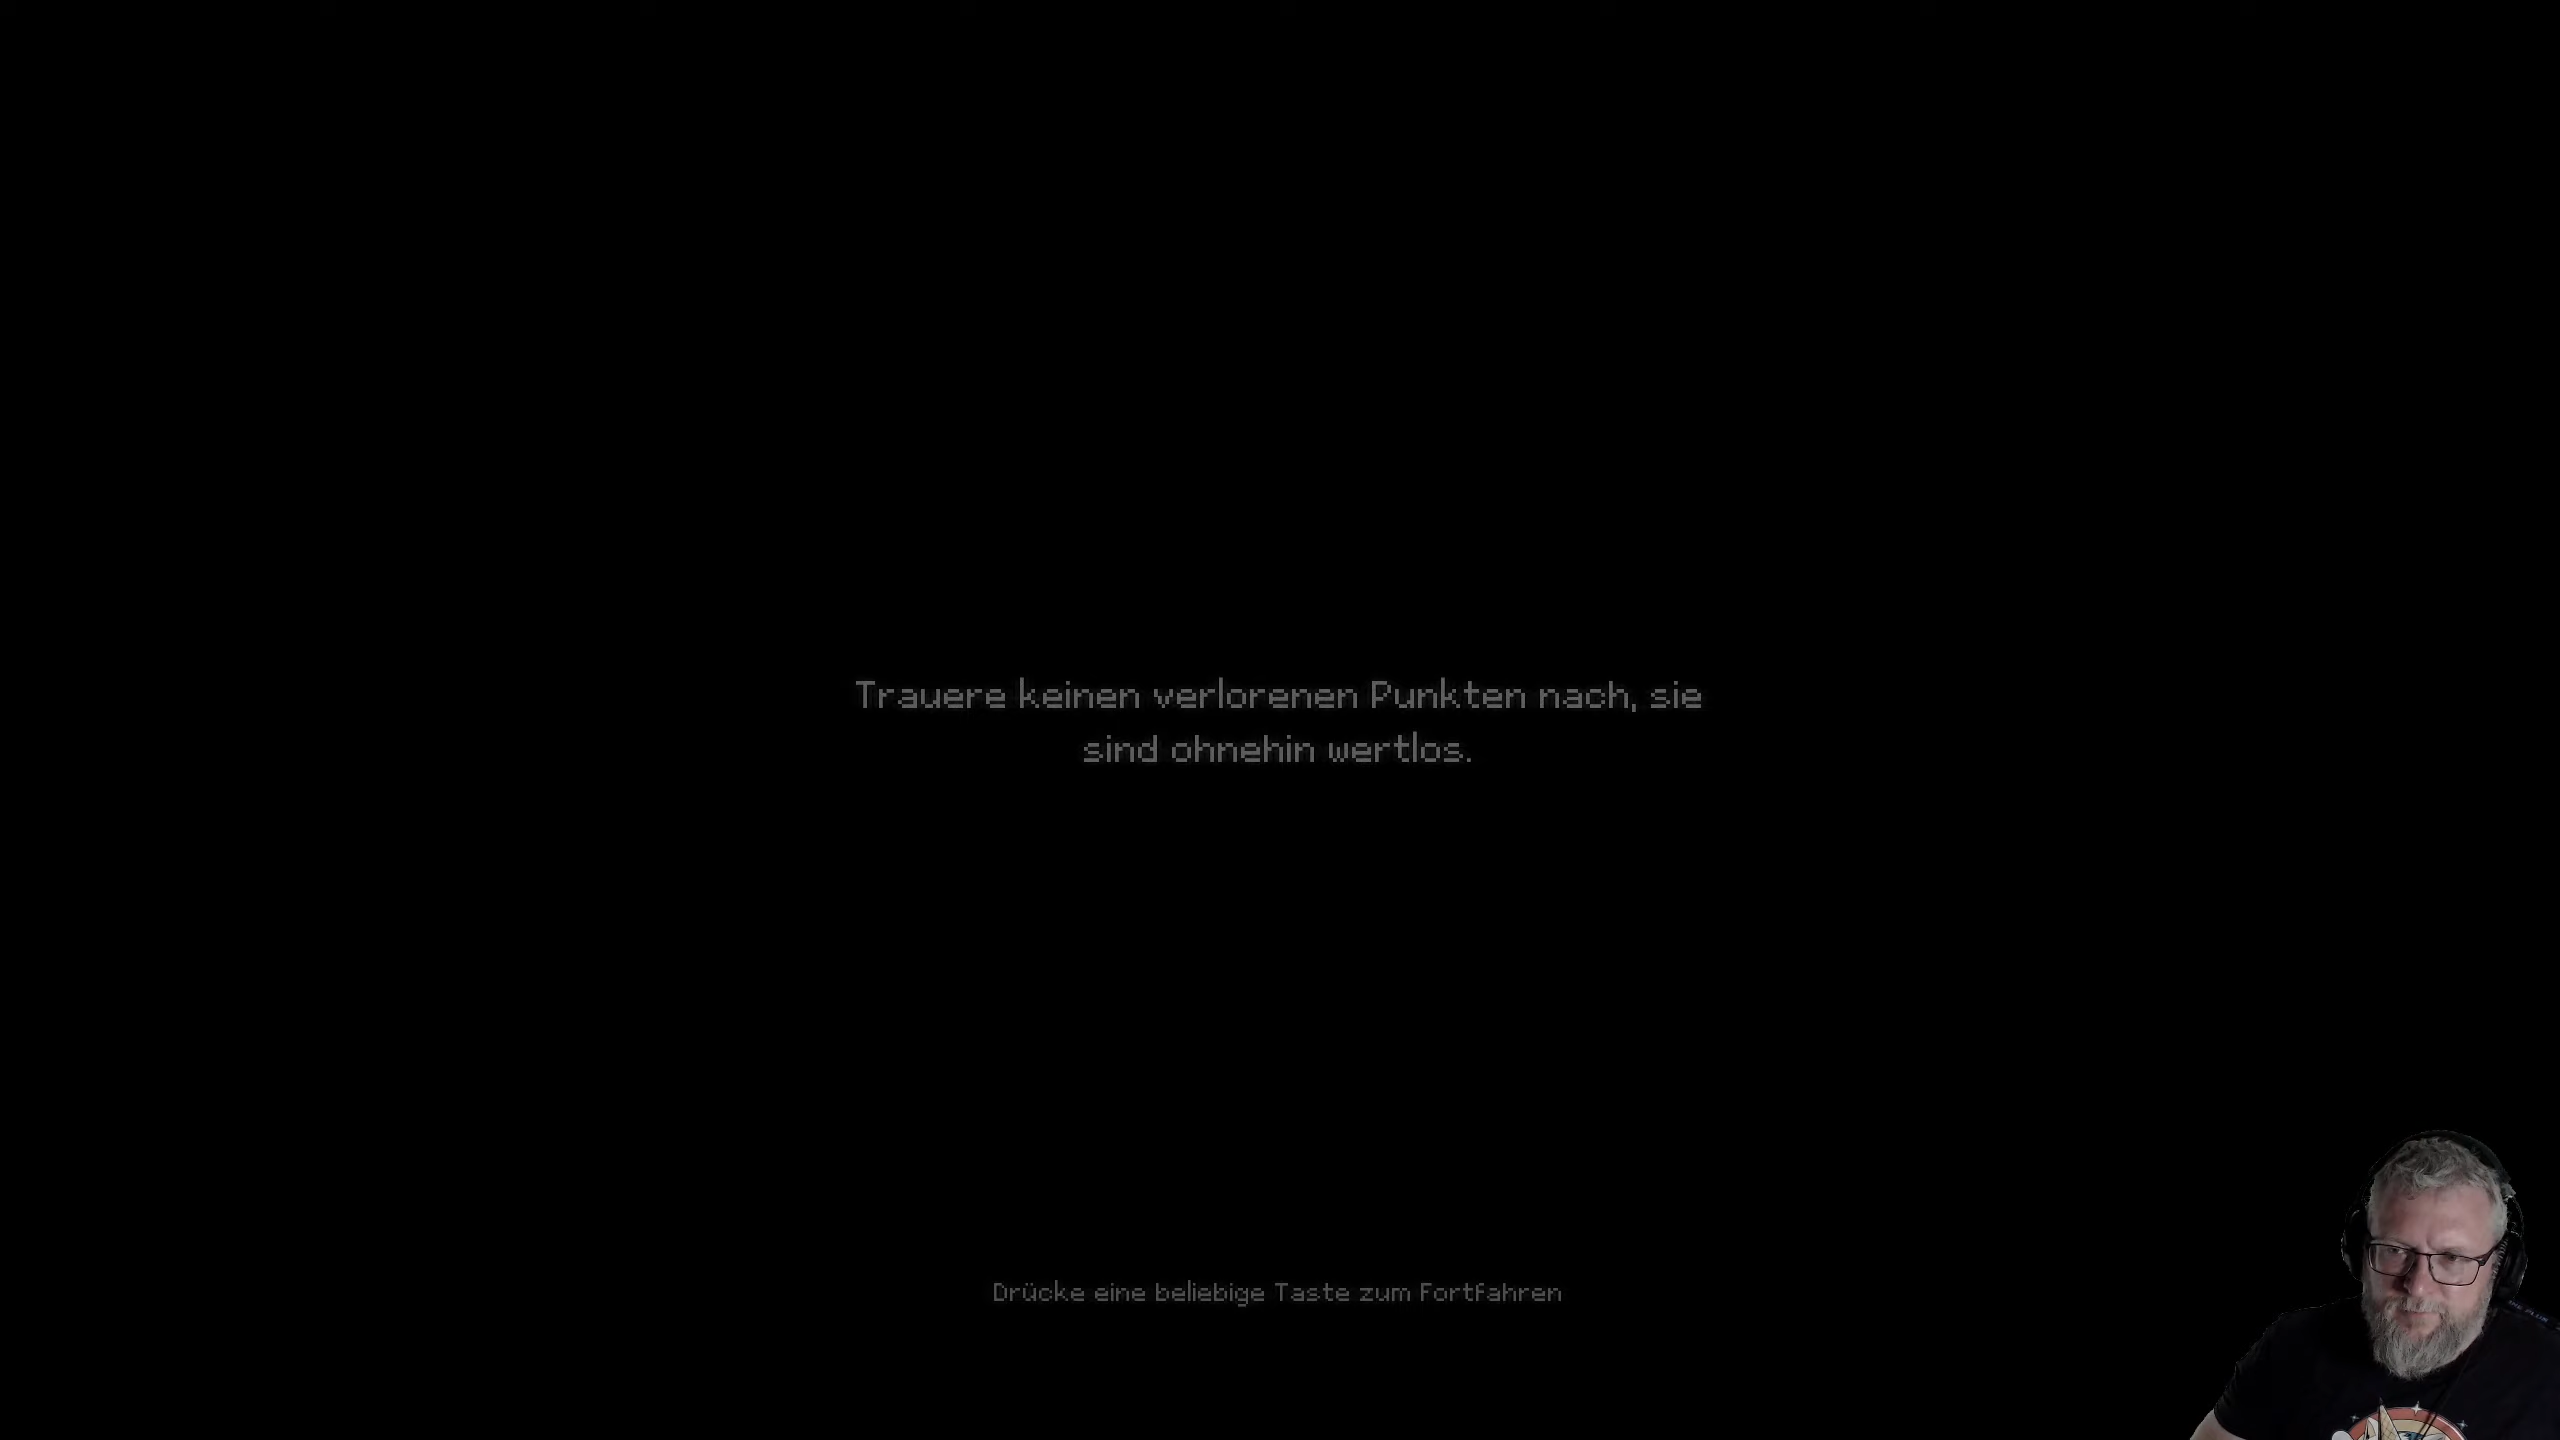 Trauere keinen verlorenen Punkten nach, sie
sind ohnehin wertlos.
Drücke eine beliebige Taste zum Fortfahren